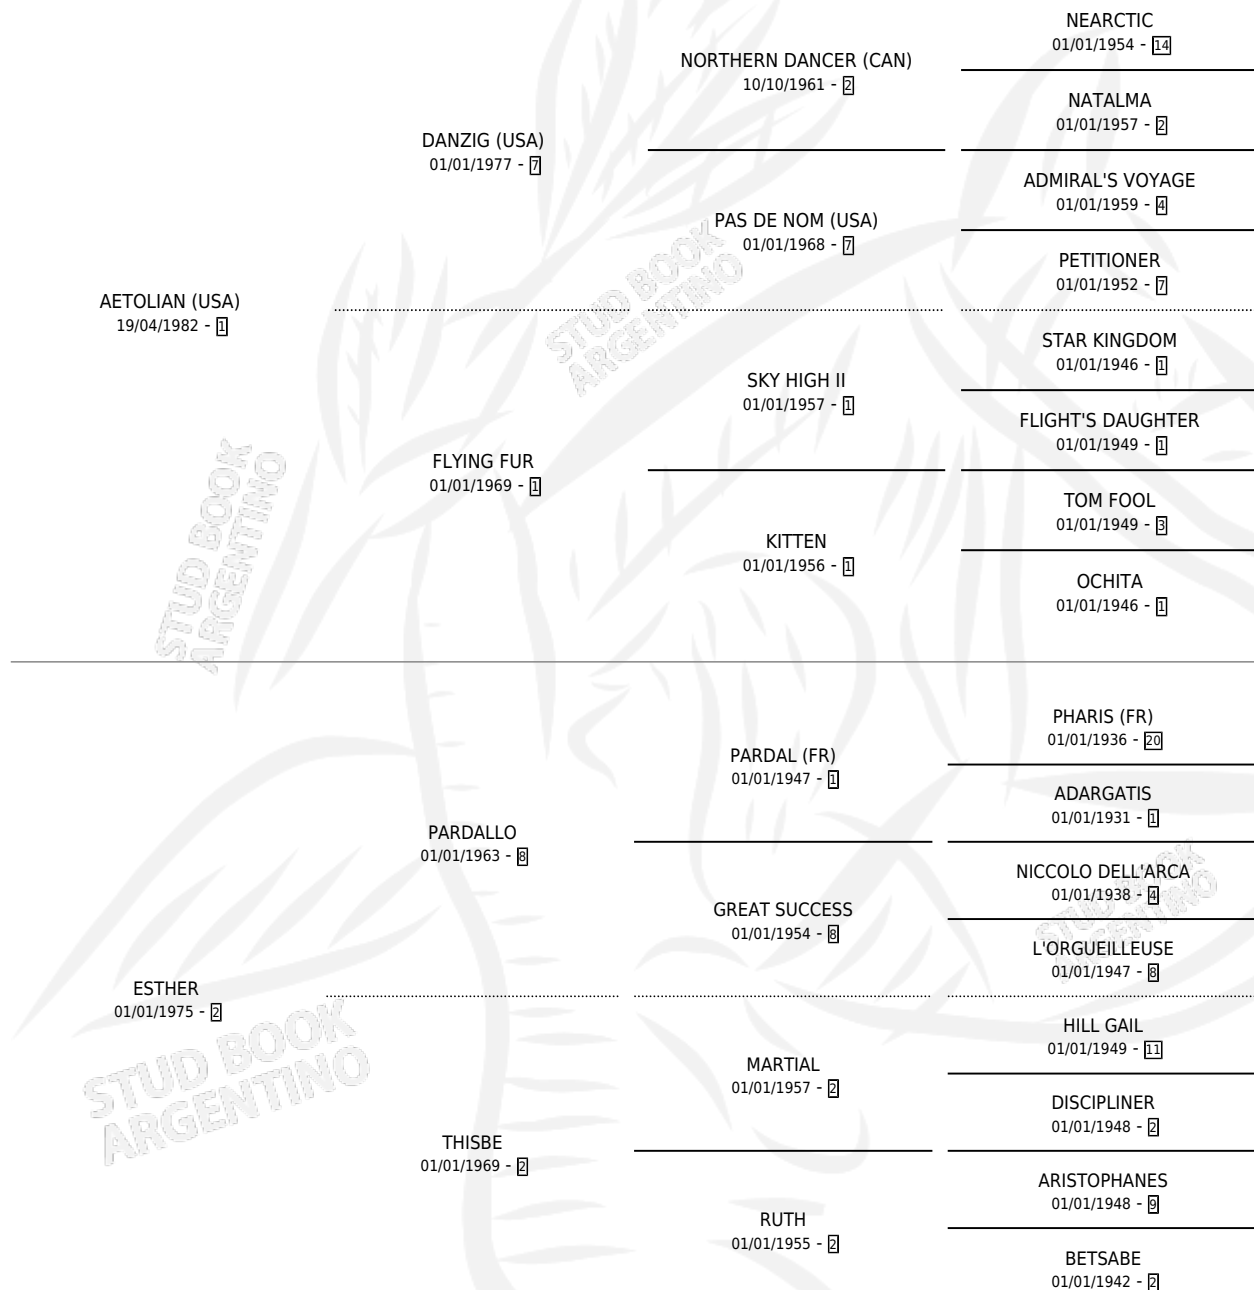 NEARCTIC
01/01/1954 - 14
NORTHERN DANCER (CAN)
10/10/1961 - 2
NATALMA
01/01/1957 - 2
DANZIG (USA)
01/01/1977 - 7
ADMIRAL'S VOYAGE
01/01/1959 - 4
PAS DE NOM (USA)
01/01/1968 - 7
PETITIONER
01/01/1952 - 7
AETOLIAN (USA)
19/04/1982 - 1
STAR KINGDOM
01/01/1946 - 1
SKY HIGH II
01/01/1957 - 1
FLIGHT'S DAUGHTER
01/01/1949 - 1
FLYING FUR
01/01/1969 - 1
TOM FOOL
01/01/1949 - 3
KITTEN
01/01/1956 - 1
OCHITA
01/01/1946 - 1
PHARIS (FR)
01/01/1936 - 20
PARDAL (FR)
01/01/1947 - 1
ADARGATIS
01/01/1931 - 1
PARDALLO
01/01/1963 - 8
NICCOLO DELL'ARCA
01/01/1938 - 4
GREAT SUCCESS
01/01/1954 - 8
L'ORGUEILLEUSE
01/01/1947 - 8
ESTHER
01/01/1975 - 2
HILL GAIL
01/01/1949 - 11
MARTIAL
01/01/1957 - 2
DISCIPLINER
01/01/1948 - 2
THISBE
01/01/1969 - 2
ARISTOPHANES
01/01/1948 - 9
RUTH
01/01/1955 - 2
BETSABE
01/01/1942 - 2
STUD BOOK
ARGENTINO
STUD BOOK
ARGENTINO
STUD BOOK
ARGENTINO
STUD BOOK
ARGENTINO